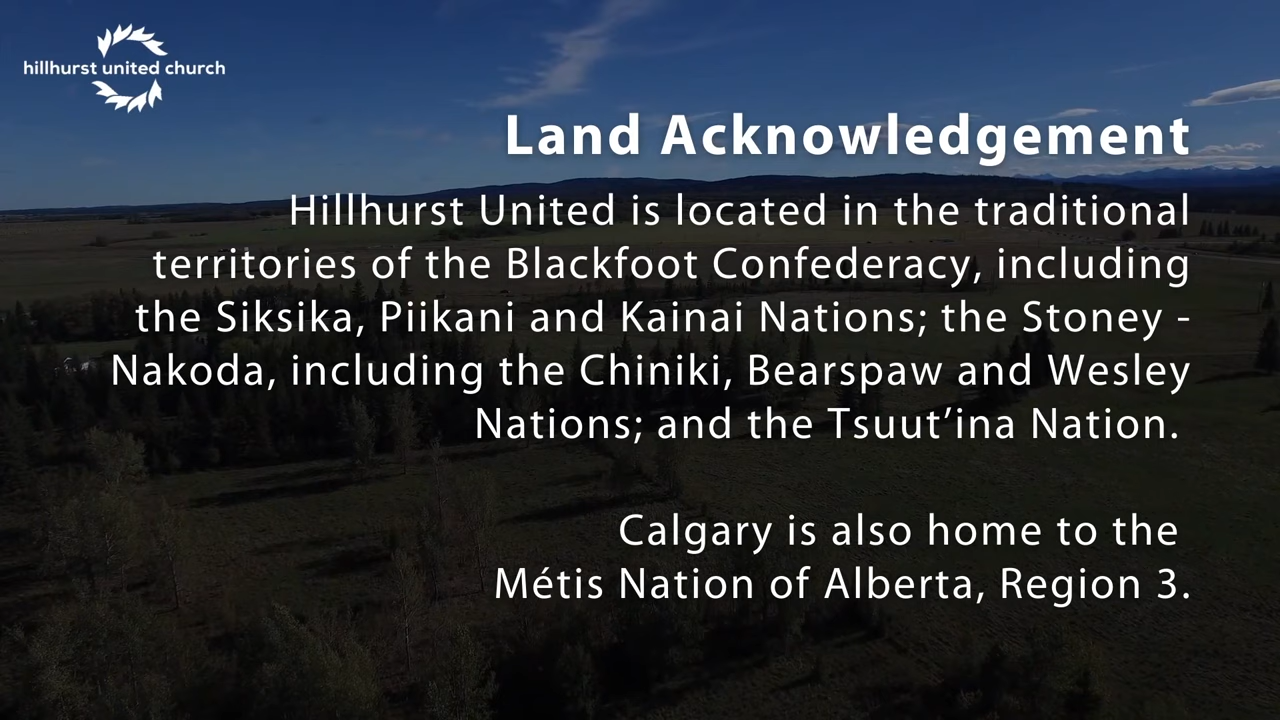 hillhurst united church
Land Acknowledgement
Hillhurst United is located in the traditional
territories of the Blackfoot Confederacy, including
the Siksika, Piikani and Kainai Nations; the Stoney -
Nakoda, including the Chiniki, Bearspaw and Wesley
Nations; and the Tsuut’ina Nation.
Calgary is also home to the
Métis Nation of Alberta, Region 3.